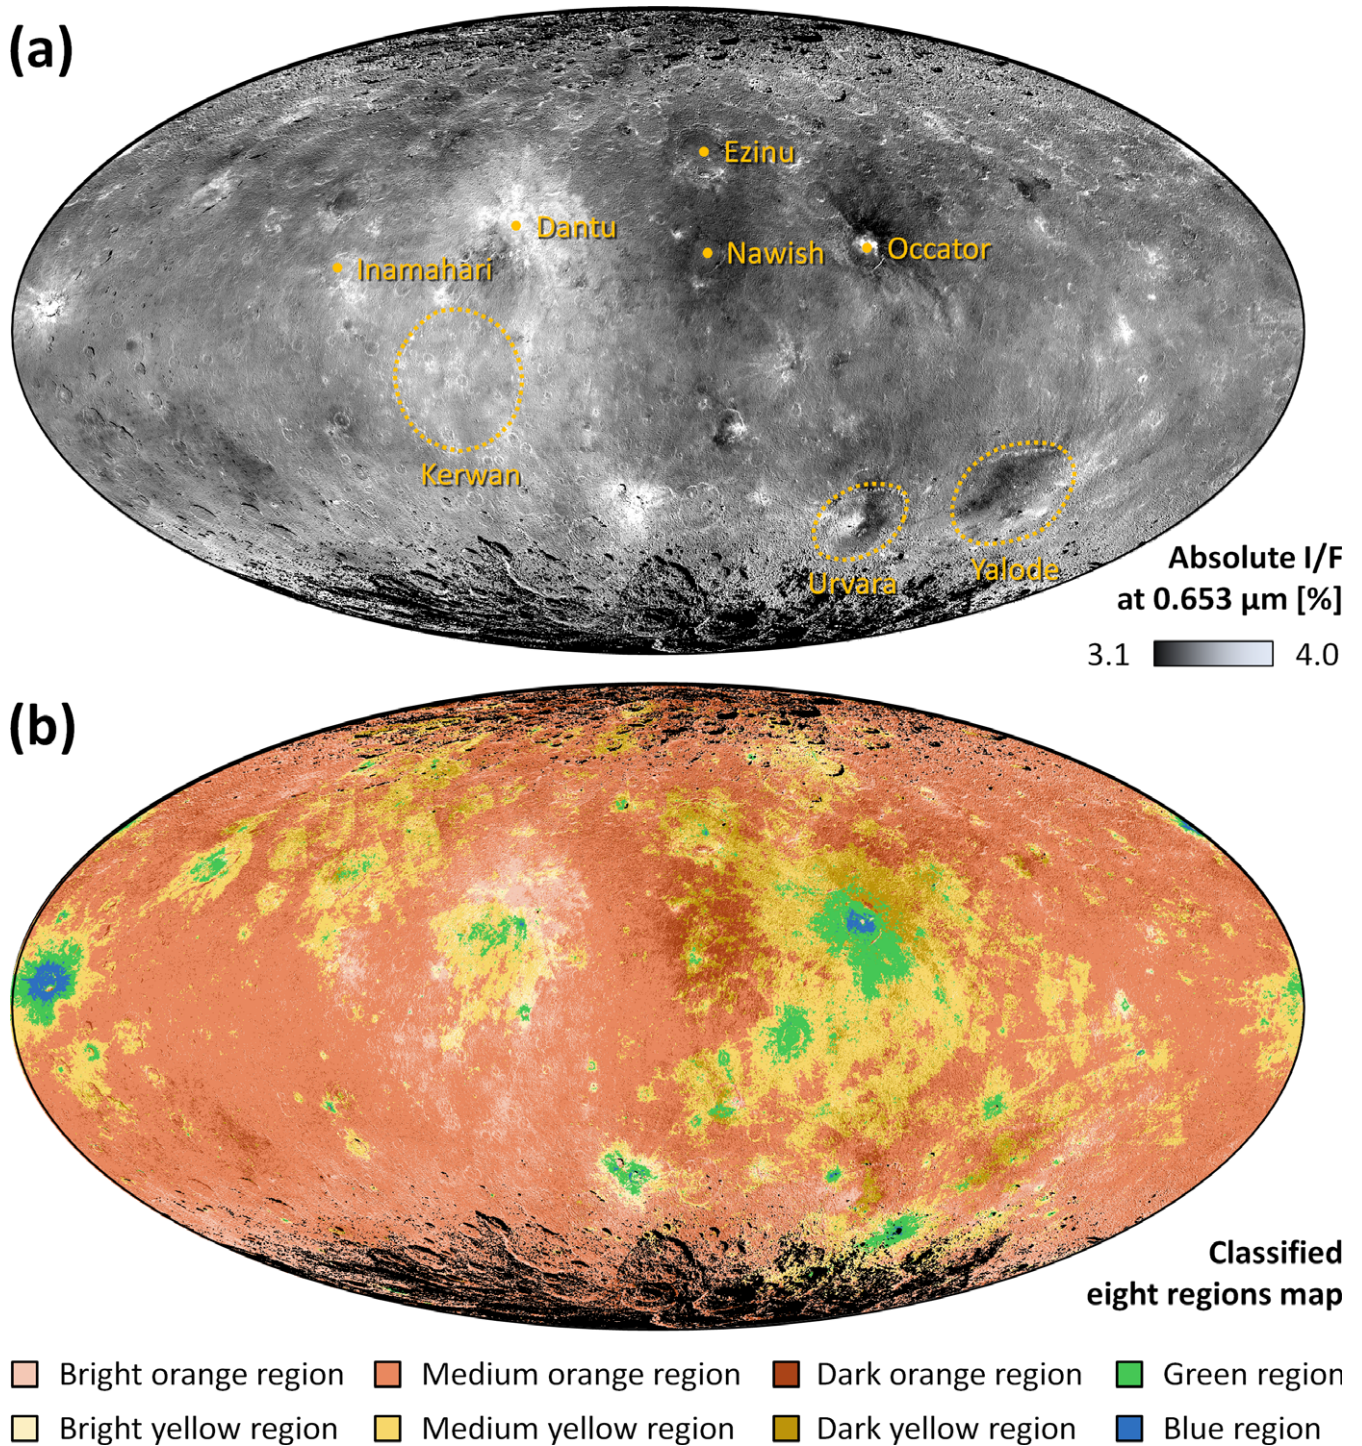 (a)
Ezinu
Dantu
Nawish
Occator
Inamahari
Kerwan
Urvara
Yalode
Absolute I/F
at 0.653 µm [%]
3.1 4.0
(b)
Classified
eight regions map
Bright orange region Medium orange region Dark orange region Green region
Bright yellow region Medium yellow region Dark yellow region Blue region